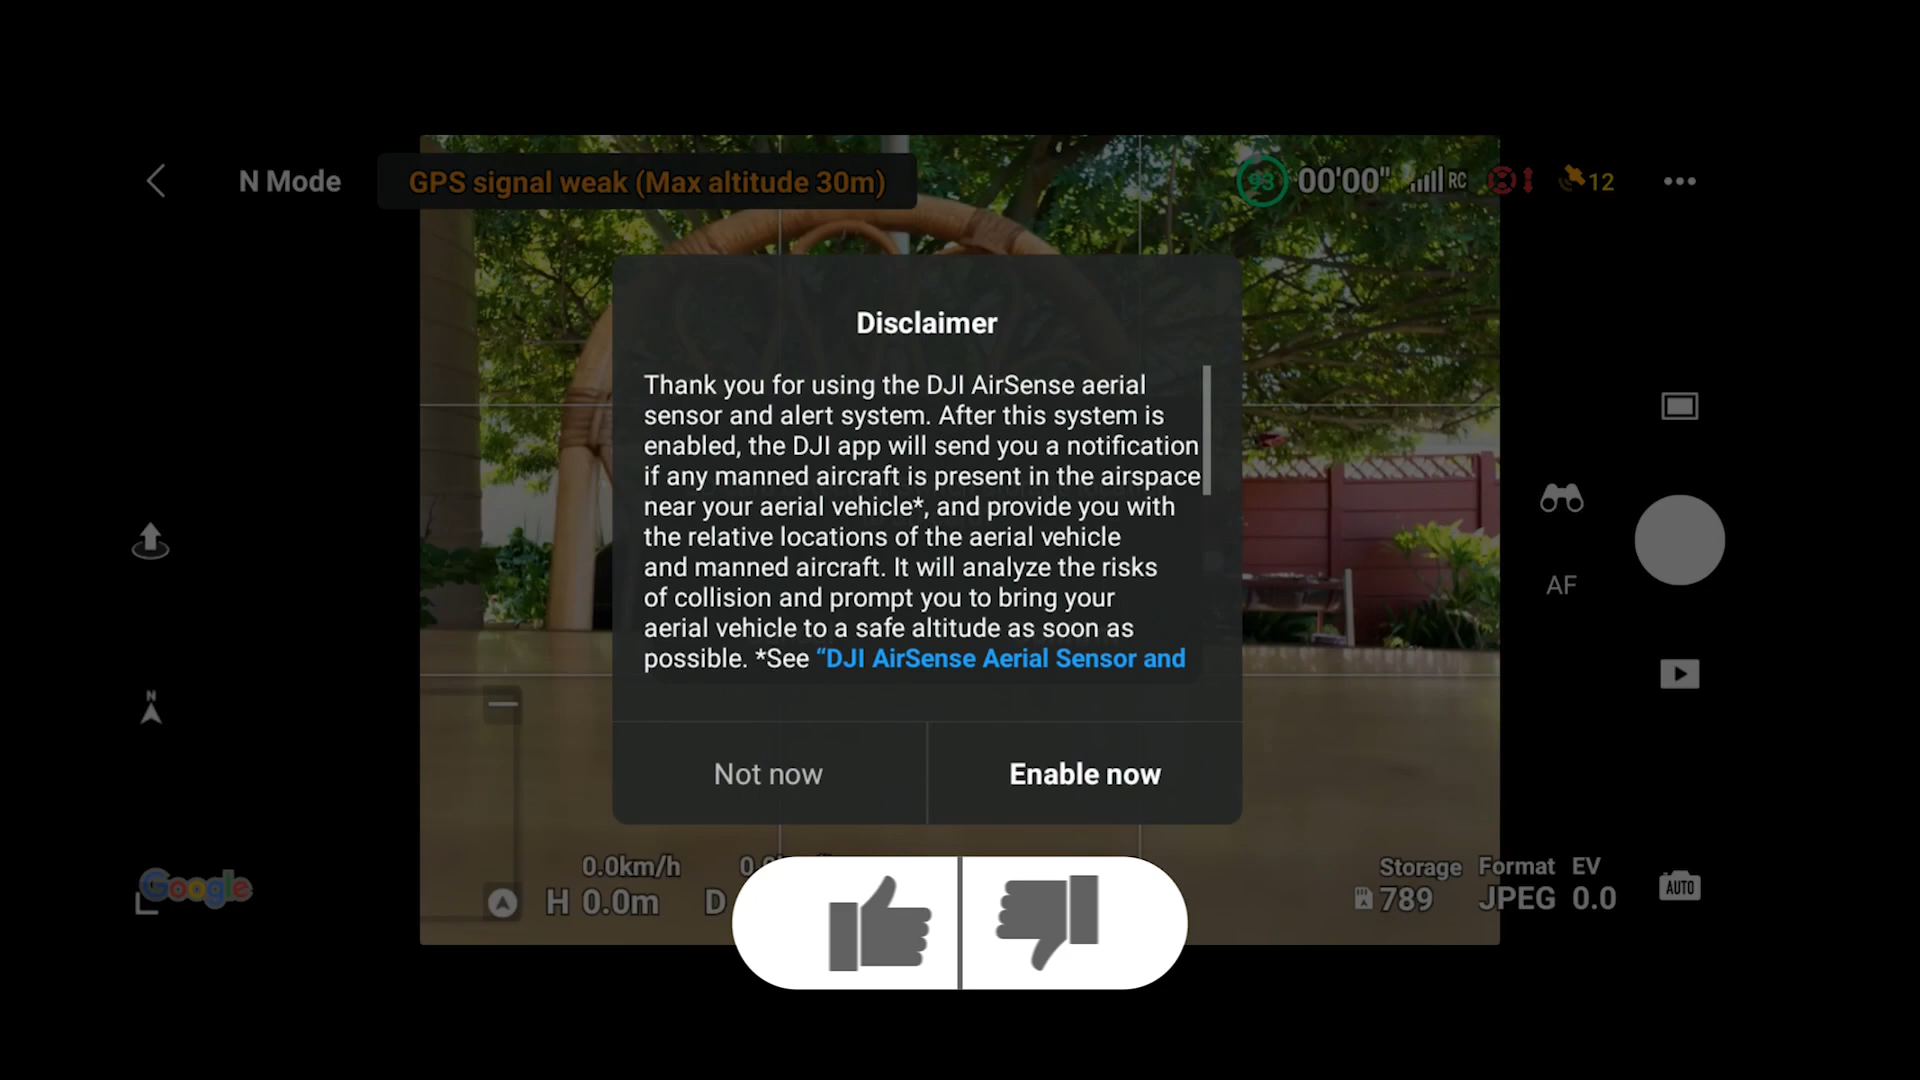 N Mode
GPS signal weak (Max altitude 30m)
93
00'00"
RC
12
Disclaimer
Thank you for using the DJI AirSense aerial
sensor and alert system. After this system is
enabled, the DJI app will send you a notification
if any manned aircraft is present in the airspace
near your aerial vehicle*, and provide you with
the relative locations of the aerial vehicle
and manned aircraft. It will analyze the risks
of collision and prompt you to bring your
aerial vehicle to a safe altitude as soon as
possible. *See “DJI AirSense Aerial Sensor and
Not now
Enable now
AF
N
Google
0.0km/h
H 0.0m
D
Storage
789
Format
JPEG
EV
0.0
AUTO